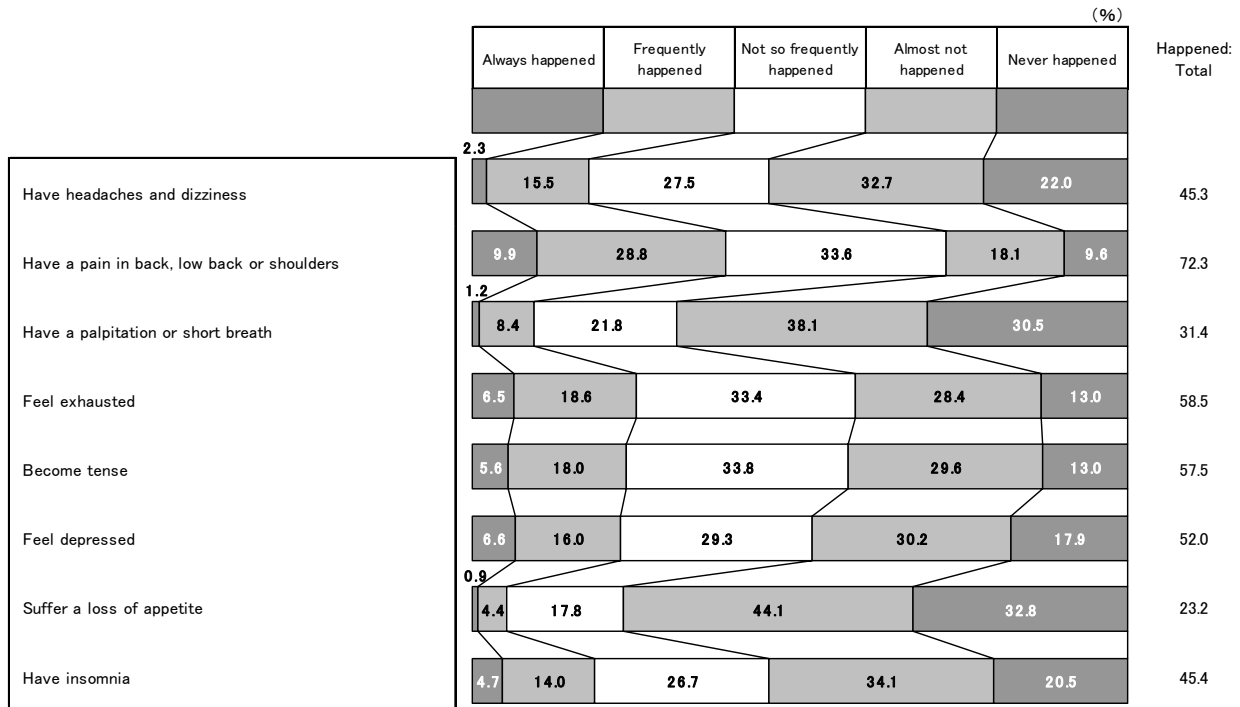 (%)
Always happened
Frequently
happened
Not so frequently
happened
Almost not
happened
Never happened
Happened:
Total
Have headaches and dizziness
2.3 15.5 27.5 32.7 22.0 45.3
Have a pain in back, low back or shoulders
9.9 28.8 33.6 18.1 9.6 72.3
Have a palpitation or short breath
1.2 8.4 21.8 38.1 30.5 31.4
Feel exhausted
6.5 18.6 33.4 28.4 13.0 58.5
Become tense
5.6 18.0 33.8 29.6 13.0 57.5
Feel depressed
6.6 16.0 29.3 30.2 17.9 52.0
Suffer a loss of appetite
0.9 4.4 17.8 44.1 32.8 23.2
Have insomnia
4.7 14.0 26.7 34.1 20.5 45.4